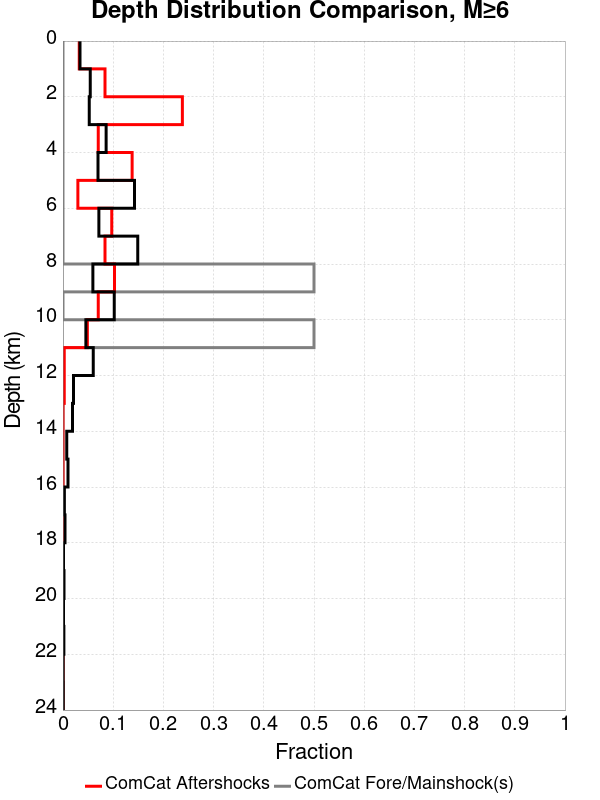 Depth Distribution Comparison, M≥6
0
2
4
6
8
10
12
14
16
18
20
22
24
Depth (km)
0 0.1 0.2 0.3 0.4 0.5 0.6 0.7 0.8 0.9 1
Fraction
ComCat Aftershocks ComCat Fore/Mainshock(s)